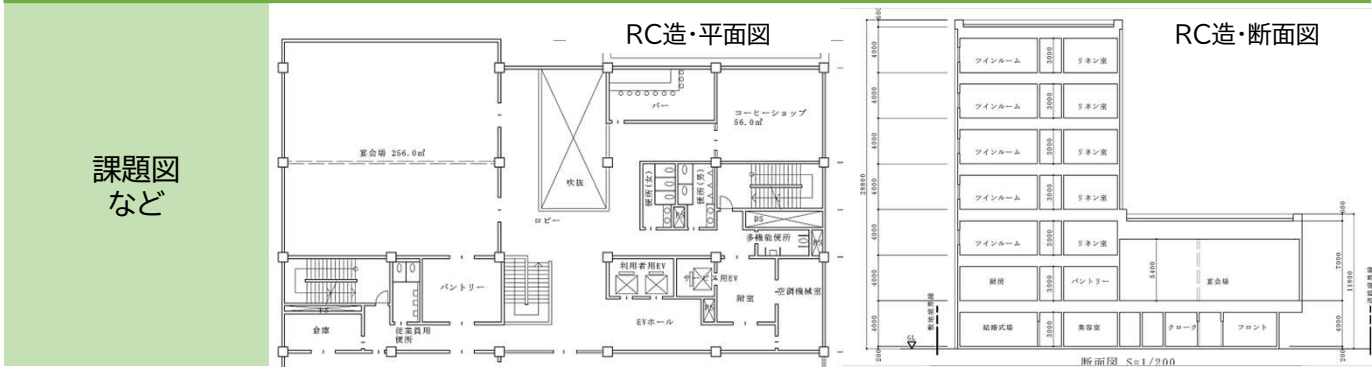 課題図
など
RC造・平面図
バー
コーヒーショップ
56.0㎡
宴会場 256.0㎡
吹抜
便所(女)
便所(男)
ロビー
DS
多機能便所
利用者用EV
パントリー
附室
空調機械室
EVホール
倉庫
従業員用
便所
RC造・断面図
600
4000
ツインルーム
3000
リネン室
4000
ツインルーム
3000
リネン室
4000
ツインルーム
3000
リネン室
28800
4000
ツインルーム
3000
リネン室
600
4000
ツインルーム
3000
リネン室
7000
4000
厨房
3000
パントリー
5400
宴会場
11800
4000
結婚式場
3000
美容室
クローク
フロント
4000
200
GL
200
断面図 S=1/200